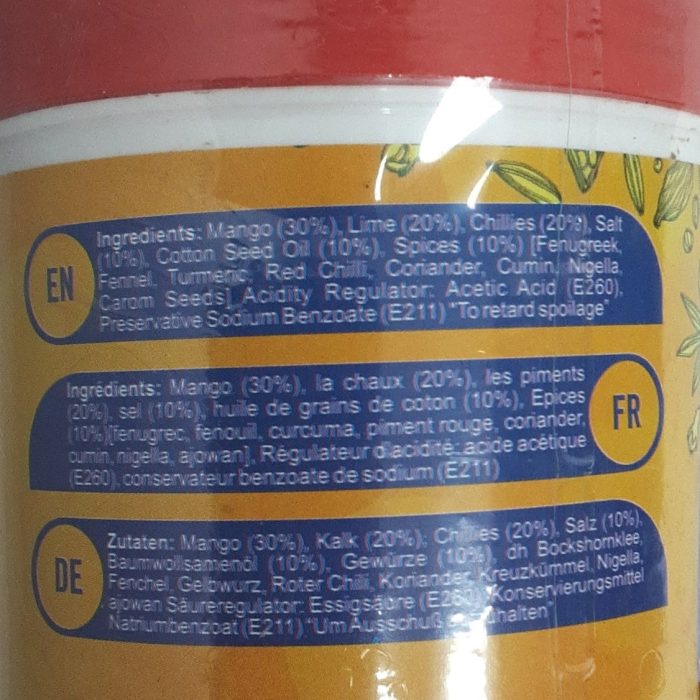 EN
Ingredients: Mango (30%), Lime (20%), Chillies (20%), Salt
(10%), Cotton Seed Oil (10%), Spices (10%) [Fenugreek,
Fennel, Turmeric, Red Chilli, Coriander, Cumin, Nigella,
Carom Seeds] Acidity Regulator: Acetic Acid (E260),
Preservative Sodium Benzoate (E211) "To retard spoilage"
Ingrédients: Mango (30%), la chaux (20%), les piments
(20%), sel (10%), huile de grains de coton (10%), Epices
(10%)[fenugrec, fenouil, curcuma, piment rouge, coriander,
cumin, nigella, ajowan], Régulateur d'acidité: acide acétique
(E260), conservateur benzoate de sodium (E211)
FR
DE
Zutaten: Mango (30%), Kalk (20%), Chillies (20%), Salz (10%),
Baumwollsamenöl (10%), Gewürze (10%) dh Bockshornklee,
Fenchel, Gelbwurz, Roter Chili, Koriander, Kreuzkümmel, Nigella,
ajowan Säureregulator: Essigsäure (E260), Konservierungsmittel
Natriumbenzoat (E211) "Um Ausschuß